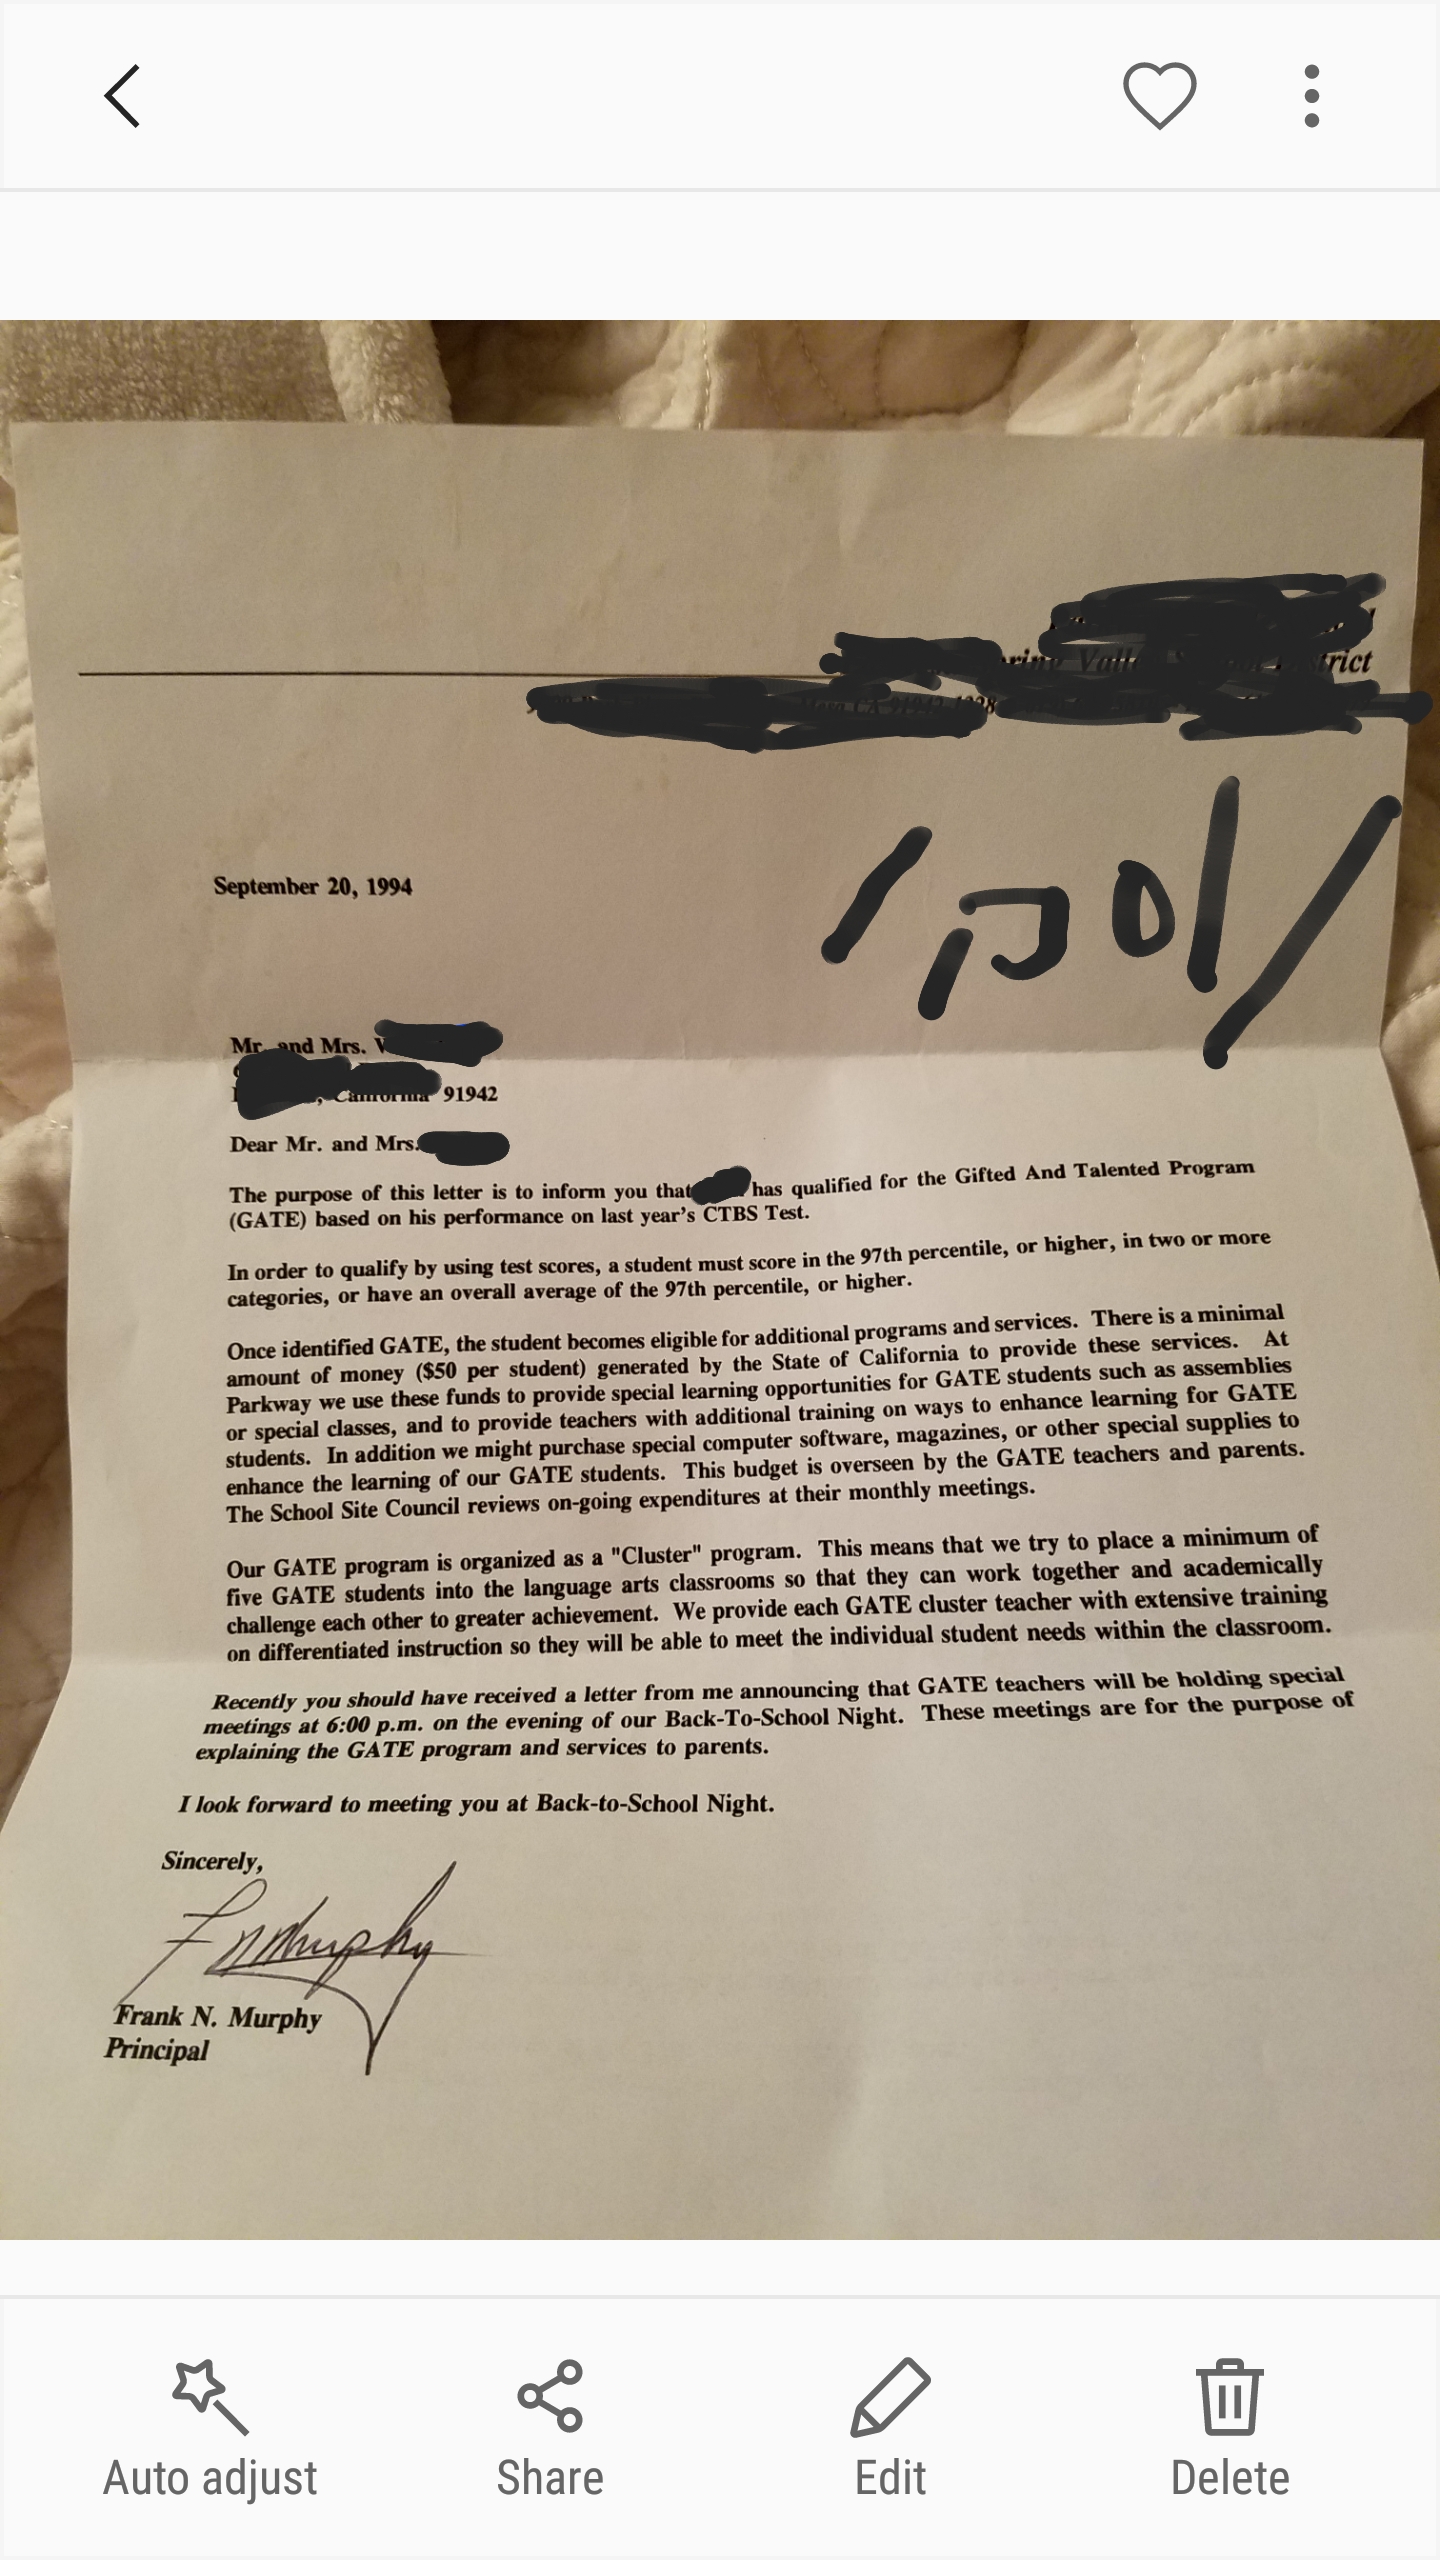 Valle
trict
CA 91942-1228
September 20, 1994
/pol/
Mr. and Mrs.
California 91942
Dear Mr. and Mrs.
The purpose of this letter is to inform you that has qualified for the Gifted And Talented Program
(GATE) based on his performance on last year's CTBS Test.
In order to qualify by using test scores, a student must score in the 97th percentile, or higher, in two or more
categories, or have an overall average of the 97th percentile, or higher.
Once identified GATE, the student becomes eligible for additional programs and services. There is a minimal
amount of money ($50 per student) generated by the State of California to provide these services. At
Parkway we use these funds to provide special learning opportunities for GATE students such as assemblies
or special classes, and to provide teachers with additional training on ways to enhance learning for GATE
students. In addition we might purchase special computer software, magazines, or other special supplies to
enhance the learning of our GATE students. This budget is overseen by the GATE teachers and parents.
The School Site Council reviews on-going expenditures at their monthly meetings.
Our GATE program is organized as a "Cluster" program. This means that we try to place a minimum of
five GATE students into the language arts classrooms so that they can work together and academically
challenge each other to greater achievement. We provide each GATE cluster teacher with extensive training
on differentiated instruction so they will be able to meet the individual student needs within the classroom.
Recently you should have received a letter from me announcing that GATE teachers will be holding special
meetings at 6:00 p.m. on the evening of our Back-To-School Night. These meetings are for the purpose of
explaining the GATE program and services to parents.
I look forward to meeting you at Back-to-School Night.
Sincerely,
F N Murphy
Frank N. Murphy
Principal
Auto adjust
Share
Edit
Delete